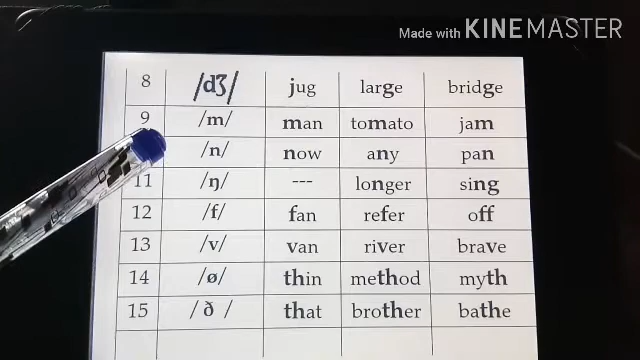 Made with KINEMASTER
8 /dʒ/ jug large bridge
9 /m/ man tomato jam
/n/ now any pan
11 /ŋ/ --- longer sing
12 /f/ fan refer off
13 /v/ van river brave
14 /ø/ thin method myth
15 / ð / that brother bathe